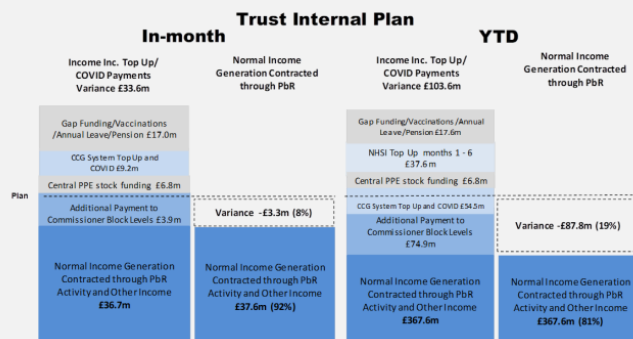 Trust Internal Plan
In-month
YTD
Income Inc. Top Up/
COVID Payments
Variance £33.6m
Normal Income
Generation Contracted
through PbR
Income Inc. Top Up/
COVID Payments
Variance £103.6m
Normal Income
Generation Contracted
through PbR
Gap Funding/Vaccinations
/Annual Leave/Pension £17.0m
CCG System Top Up and
COVID £9.2m
Central PPE stock funding £6.8m
Plan
Additional Payment to
Commissioner Block Levels £3.9m
Variance -£3.3m (8%)
Normal Income Generation
Contracted through PbR
Activity and Other Income
£36.7m
Normal Income Generation
Contracted through PbR
Activity and Other Income
£37.6m (92%)
Gap Funding/Vaccinations /Annual
Leave/Pension £17.6m
NHSI Top Up months 1 - 6
£37.6 m
Central PPE stock funding £6.8m
CCG System Top Up and COVID £54.5m
Additional Payment to
Commissioner Block Levels
£74.9m
Variance -£87.8m (19%)
Normal Income Generation
Contracted through PbR
Activity and Other Income
£367.6m
Normal Income Generation
Contracted through PbR
Activity and Other Income
£367.6m (81%)